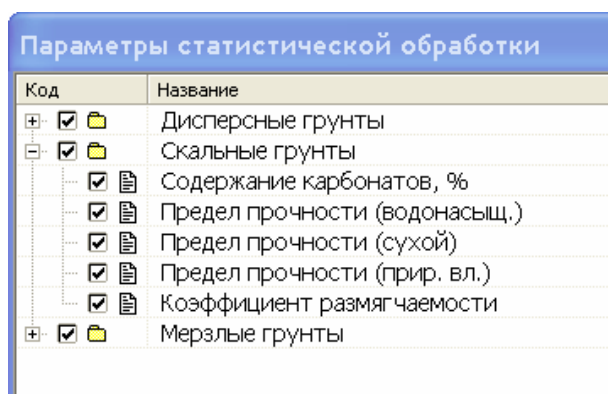 Параметры статистической обработки
Код Название
Дисперсные грунты
Скальные грунты
Содержание карбонатов, %
Предел прочности (водонасыщ.)
Предел прочности (сухой)
Предел прочности (прир. вл.)
Коэффициент размягчаемости
Мерзлые грунты